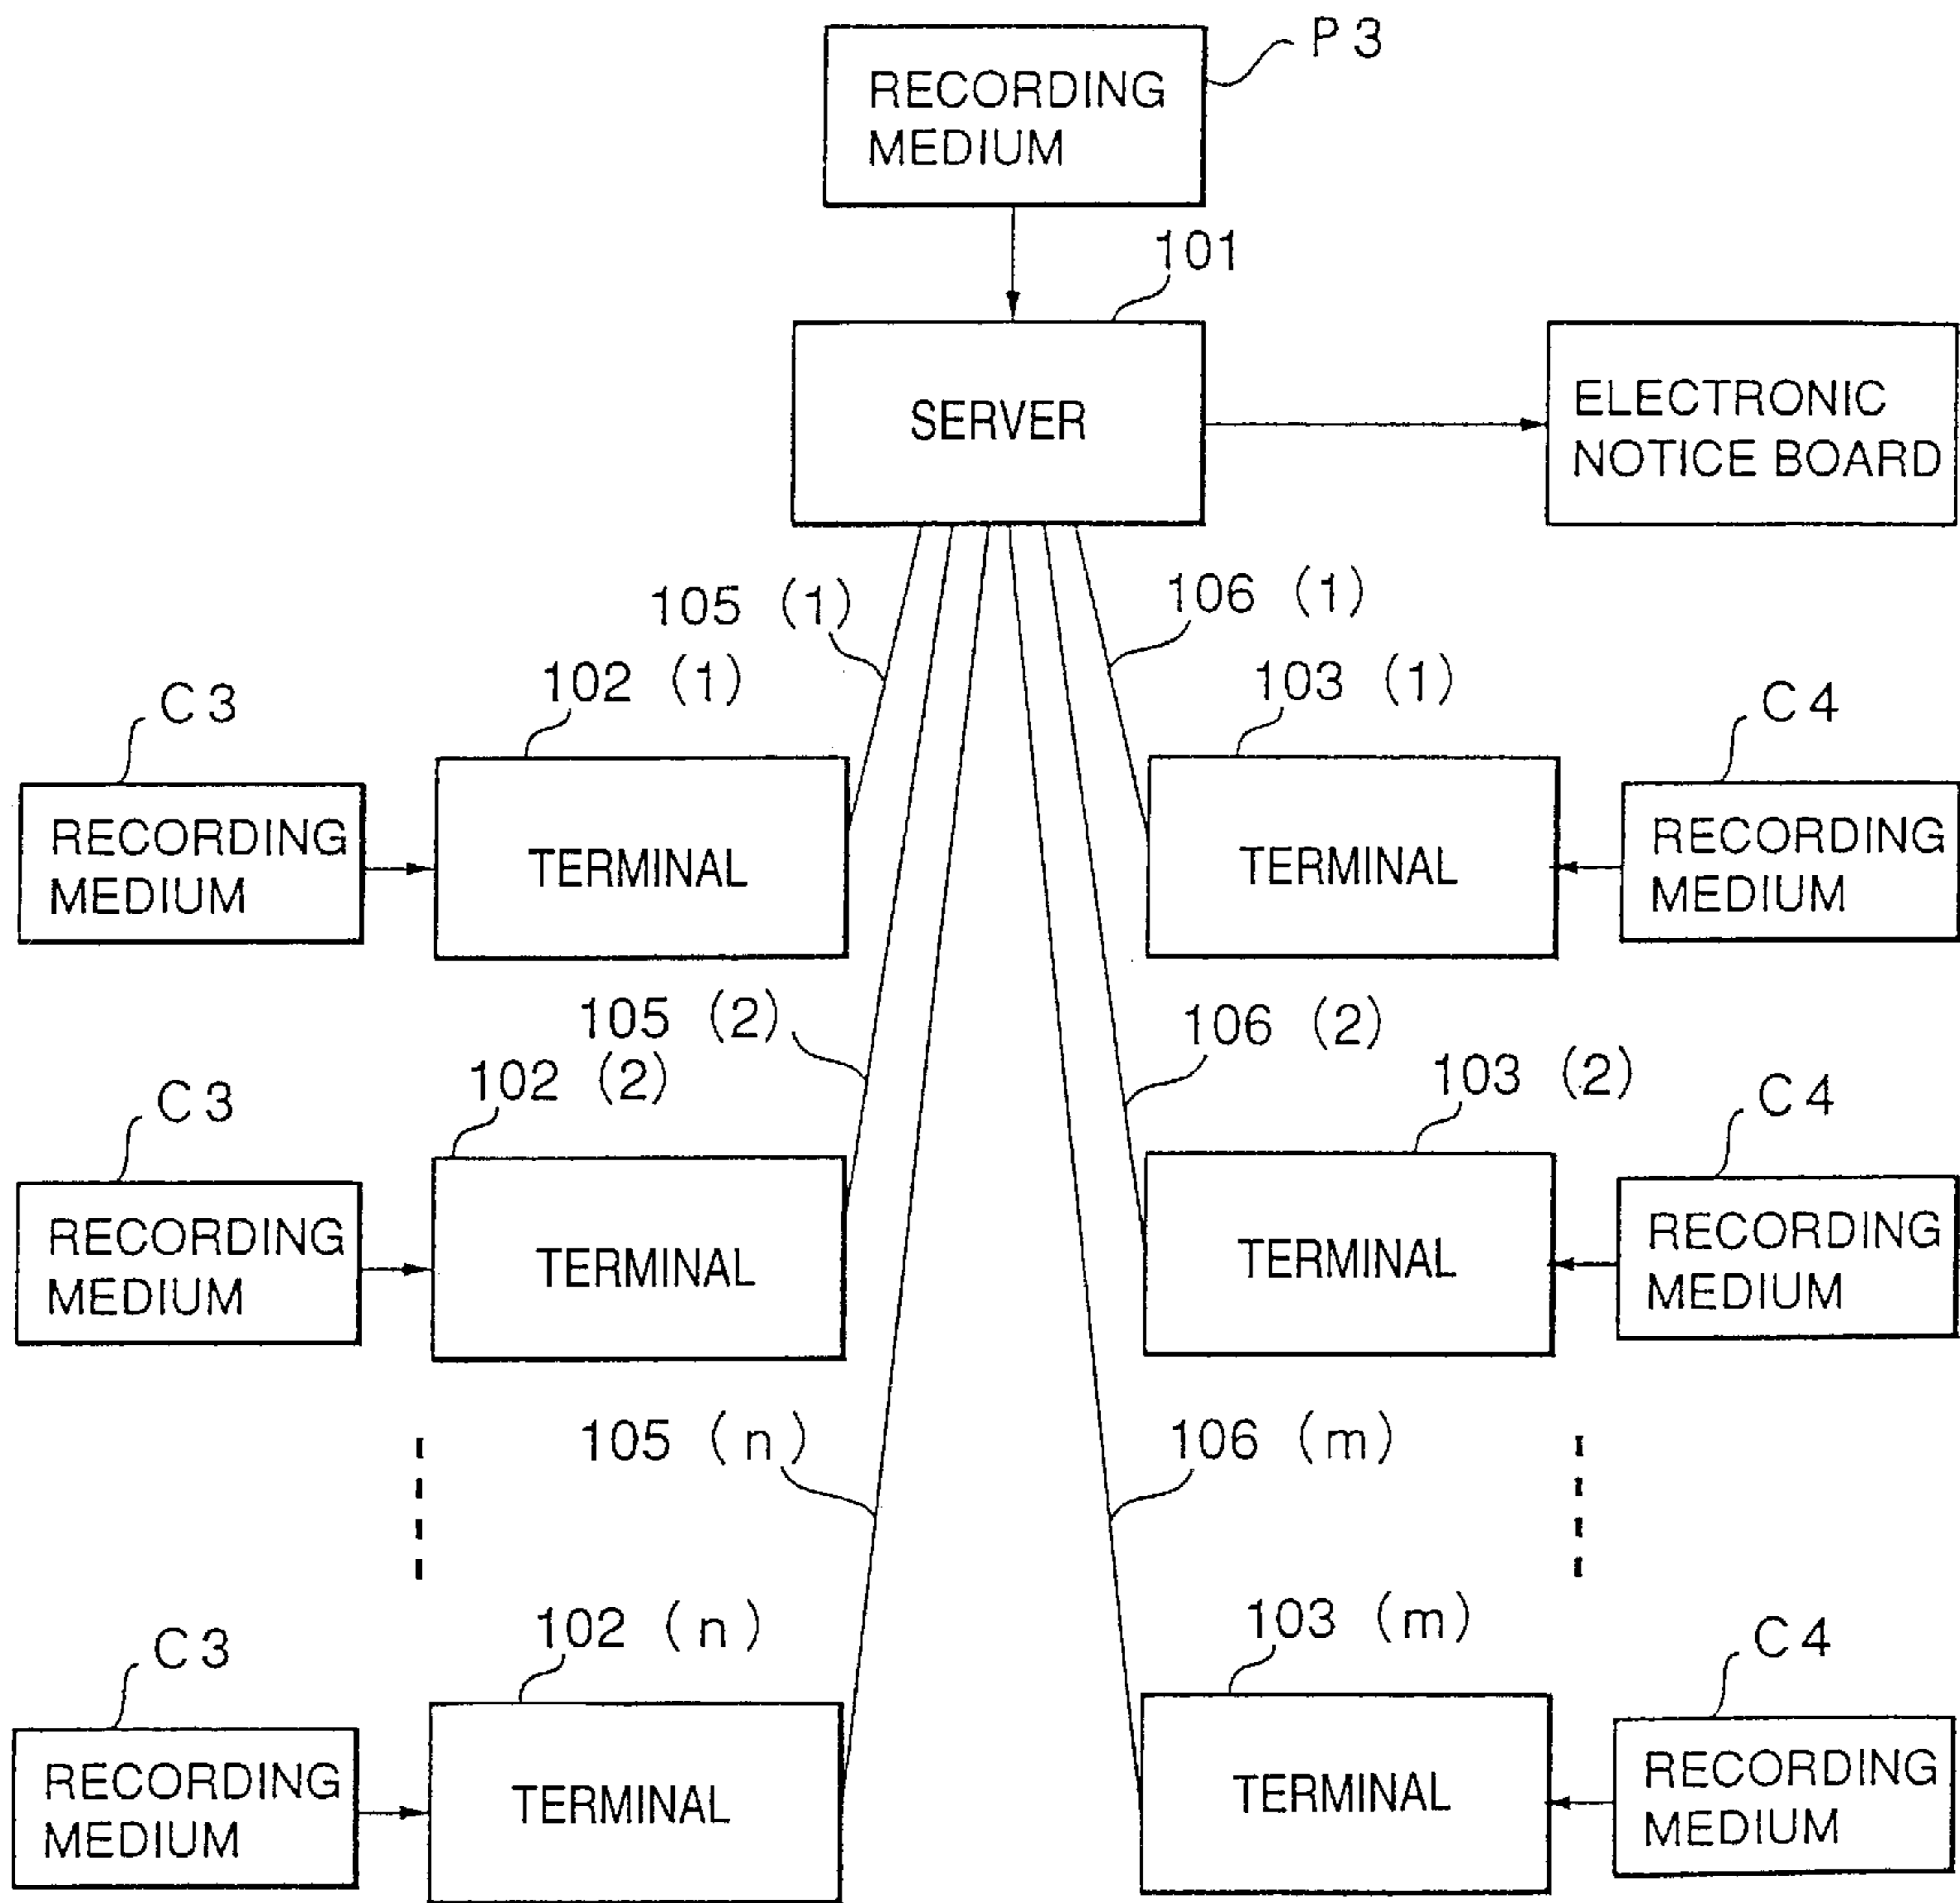 P3
RECORDING
MEDIUM
101
SERVER
ELECTRONIC
NOTICE BOARD
105 (1)
106 (1)
102 (1)
103 (1)
C3
C4
RECORDING
MEDIUM
TERMINAL
TERMINAL
RECORDING
MEDIUM
105 (2)
106 (2)
102 (2)
103 (2)
C3
C4
RECORDING
MEDIUM
TERMINAL
TERMINAL
RECORDING
MEDIUM
105 (n)
106 (m)
102 (n)
103 (m)
C3
C4
RECORDING
MEDIUM
TERMINAL
TERMINAL
RECORDING
MEDIUM